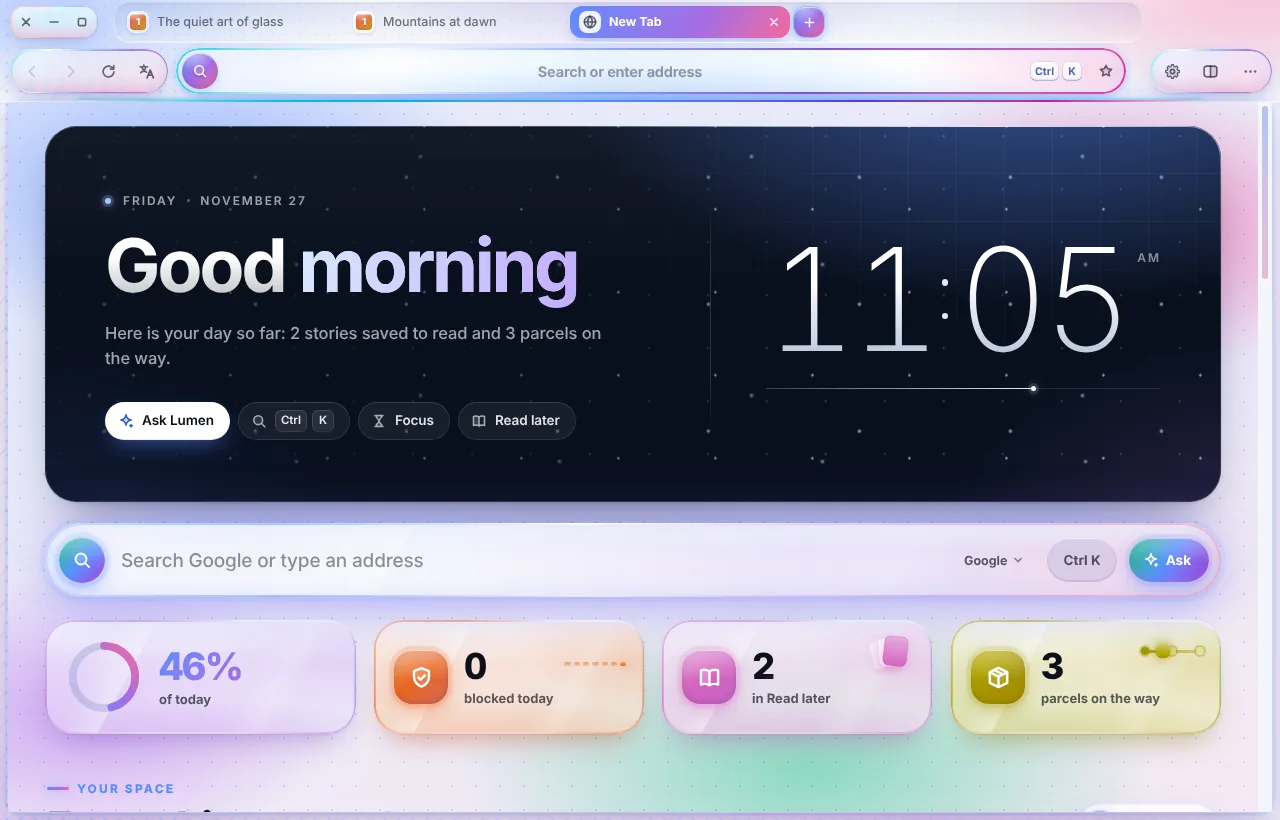 1 The quiet art of glass
1 Mountains at dawn
New Tab
Search or enter address
Ctrl K
FRIDAY • NOVEMBER 27
Good morning
Here is your day so far: 2 stories saved to read and 3 parcels on
the way.
Ask Lumen
Ctrl K
Focus
Read later
11:05 AM
Search Google or type an address
Google
Ctrl K
Ask
46%
of today
0
blocked today
2
in Read later
3
parcels on the way
YOUR SPACE